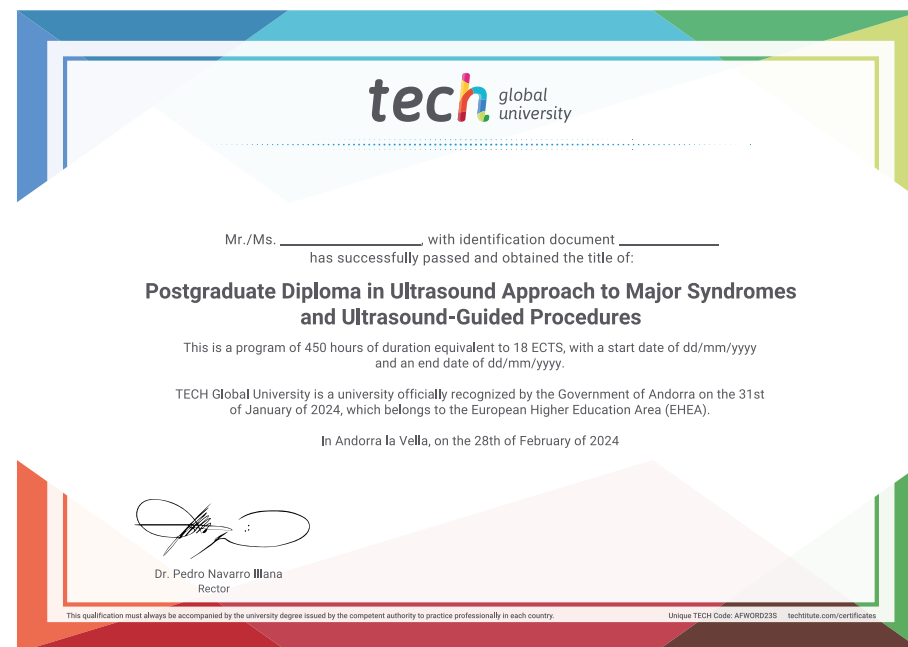 tech global university
Mr./Ms. ____________________, with identification document ______________
has successfully passed and obtained the title of:
Postgraduate Diploma in Ultrasound Approach to Major Syndromes
and Ultrasound-Guided Procedures
This is a program of 450 hours of duration equivalent to 18 ECTS, with a start date of dd/mm/yyyy
and an end date of dd/mm/yyyy.
TECH Global University is a university officially recognized by the Government of Andorra on the 31st
of January of 2024, which belongs to the European Higher Education Area (EHEA).
In Andorra la Vella, on the 28th of February of 2024
Dr. Pedro Navarro Illana
Rector
This qualification must always be accompanied by the university degree issued by the competent authority to practice professionally in each country.
Unique TECH Code: AFWORD23S techtitute.com/certificates